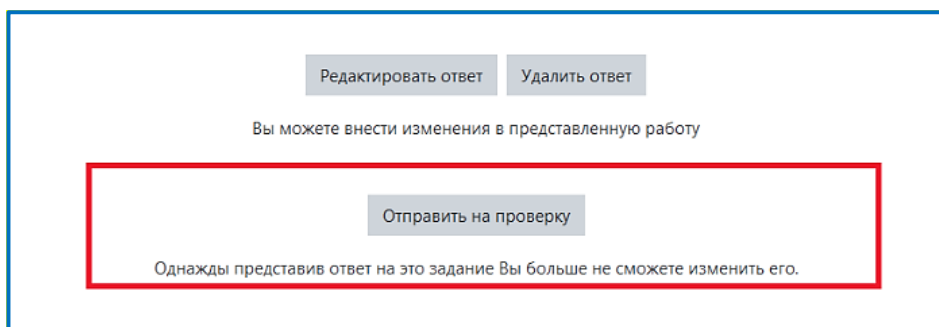 Редактировать ответ Удалить ответ
Вы можете внести изменения в представленную работу
Отправить на проверку
Однажды представив ответ на это задание Вы больше не сможете изменить его.